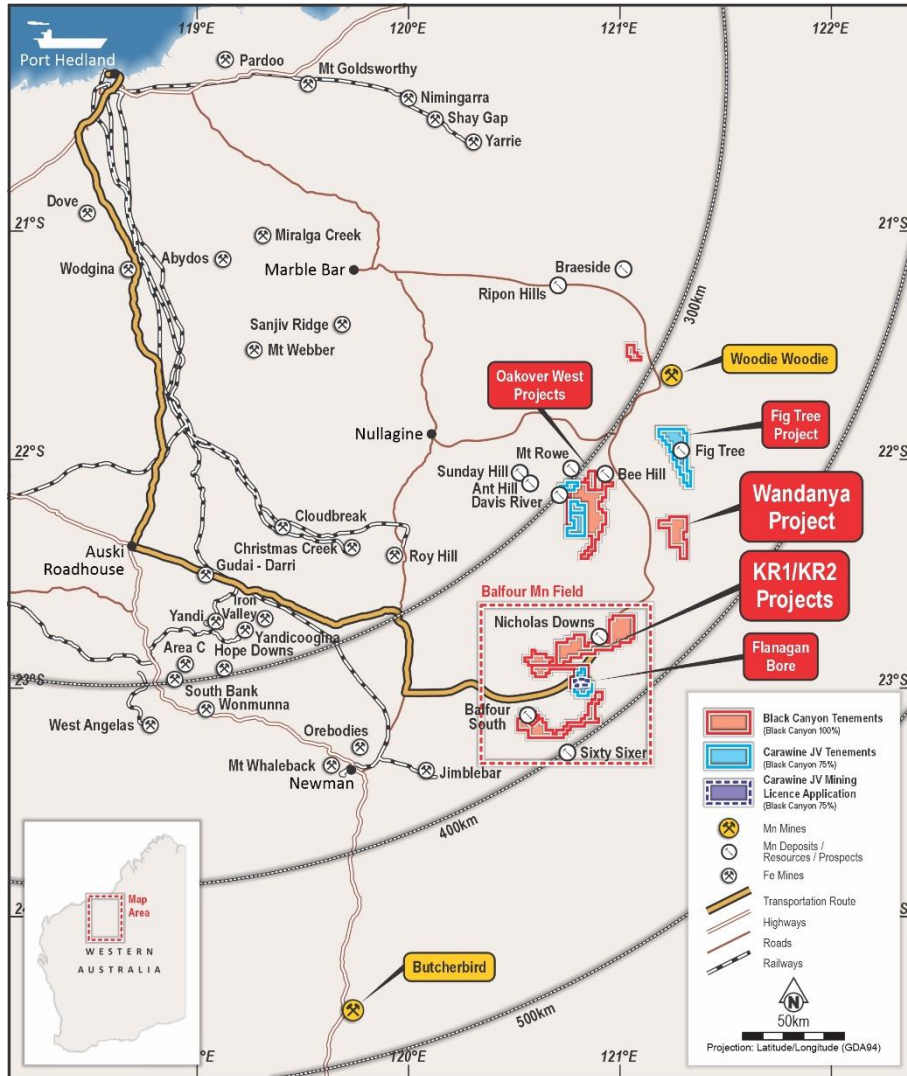 119°E
120°E
121°E
122°E
Port Hedland
Pardoo
Mt Goldsworthy
Nimingarra
Shay Gap
Yarrie
Dove
21°S
21°S
Miralga Creek
Abydos
Wodgina
Marble Bar
Braeside
Ripon Hills
300km
Sanjiv Ridge
Mt Webber
Woodie Woodie
Oakover West
Projects
Fig Tree
Project
Nullagine
22°S
22°S
Mt Rowe
Fig Tree
Sunday Hill
Bee Hill
Ant Hill
Davis River
Wandanya
Project
Cloudbreak
Christmas Creek
Roy Hill
Auski
Roadhouse
Gudai - Darri
KR1/KR2
Projects
Balfour Mn Field
Iron
Valley
Yandi
Yandicoogina
Nicholas Downs
Area C
Hope Downs
Flanagan
Bore
23°S
23°S
South Bank
Wonmunna
West Angelas
Balfour
South
Orebodies
Sixty Sixer
Mt Whaleback
Newman
Jimblebar
400km
Black Canyon Tenements
(Black Canyon 100%)
Carawine JV Tenements
(Black Canyon 75%)
Carawine JV Mining
Licence Application
(Black Canyon 75%)
Mn Mines
Mn Deposits /
Resources / Prospects
Fe Mines
Transportation Route
Highways
Roads
Railways
N
50km
Projection: Latitude/Longitude (GDA94)
Map
Area
WESTERN
AUSTRALIA
Butcherbird
500km
119°E
120°E
121°E